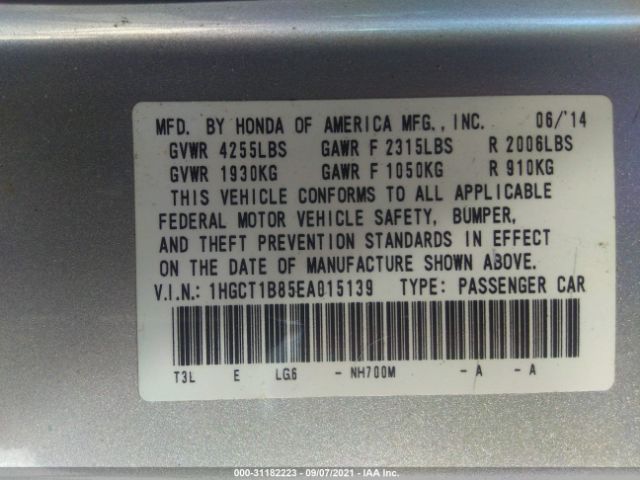 MFD. BY HONDA OF AMERICA MFG., INC. 06/'14
GVWR 4255LBS GAWR F 2315LBS R 2006LBS
GVWR 1930KG GAWR F 1050KG R 910KG
THIS VEHICLE CONFORMS TO ALL APPLICABLE
FEDERAL MOTOR VEHICLE SAFETY, BUMPER,
AND THEFT PREVENTION STANDARDS IN EFFECT
ON THE DATE OF MANUFACTURE SHOWN ABOVE.
V.I.N.: 1HGCT1B85EA015139 TYPE: PASSENGER CAR
T3L E LG6 - NH700M - A - A
000-31182223 - 09/07/2021 - IAA Inc.